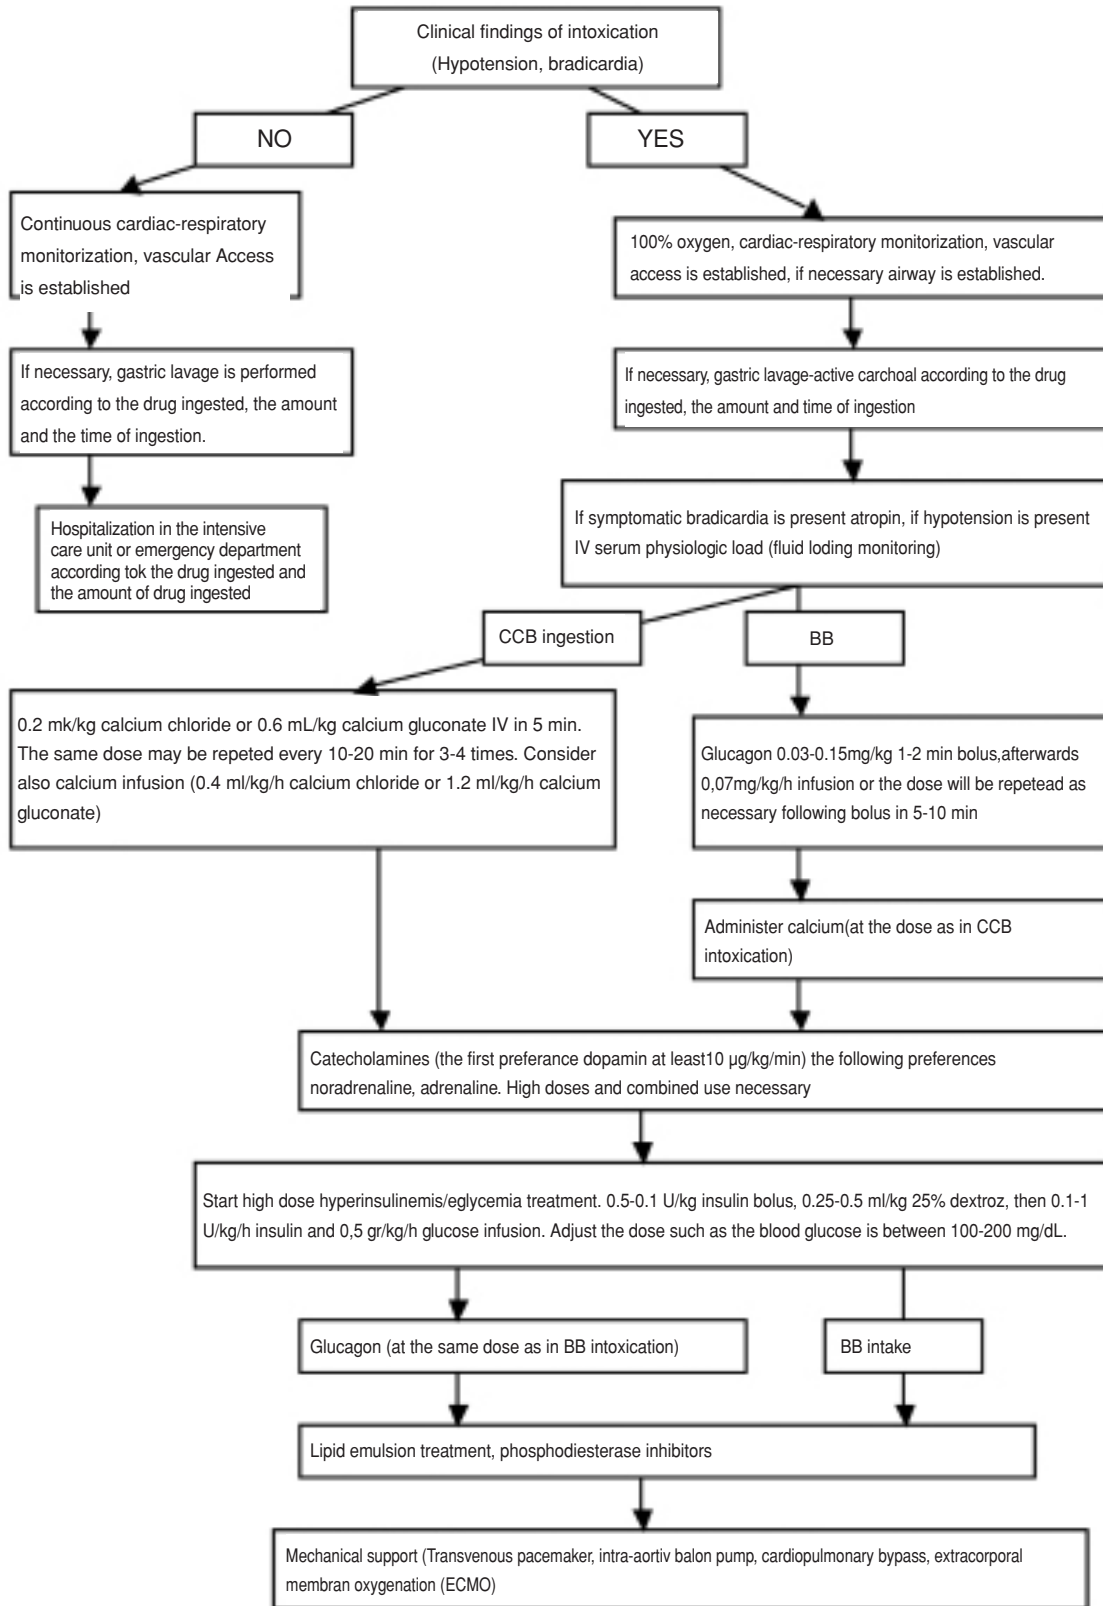 Clinical findings of intoxication
(Hypotension, bradicardia)
NO
YES
Continuous cardiac-respiratory
monitorization, vascular Access
is established
100% oxygen, cardiac-respiratory monitorization, vascular
access is established, if necessary airway is established.
If necessary, gastric lavage is performed
according to the drug ingested, the amount
and the time of ingestion.
If necessary, gastric lavage-active carchoal according to the drug
ingested, the amount and time of ingestion
Hospitalization in the intensive
care unit or emergency department
according tok the drug ingested and
the amount of drug ingested
If symptomatic bradicardia is present atropin, if hypotension is present
IV serum physiologic load (fluid loding monitoring)
CCB ingestion
BB
0.2 mk/kg calcium chloride or 0.6 mL/kg calcium gluconate IV in 5 min.
The same dose may be repeted every 10-20 min for 3-4 times. Consider
also calcium infusion (0.4 ml/kg/h calcium chloride or 1.2 ml/kg/h calcium
gluconate)
Glucagon 0.03-0.15mg/kg 1-2 min bolus,afterwards
0,07mg/kg/h infusion or the dose will be repetead as
necessary following bolus in 5-10 min
Administer calcium(at the dose as in CCB
intoxication)
Catecholamines (the first preferance dopamin at least10 µg/kg/min) the following preferences
noradrenaline, adrenaline. High doses and combined use necessary
Start high dose hyperinsulinemis/eglycemia treatment. 0.5-0.1 U/kg insulin bolus, 0.25-0.5 ml/kg 25% dextroz, then 0.1-1
U/kg/h insulin and 0,5 gr/kg/h glucose infusion. Adjust the dose such as the blood glucose is between 100-200 mg/dL.
Glucagon (at the same dose as in BB intoxication)
BB intake
Lipid emulsion treatment, phosphodiesterase inhibitors
Mechanical support (Transvenous pacemaker, intra-aortiv balon pump, cardiopulmonary bypass, extracorporal
membran oxygenation (ECMO)